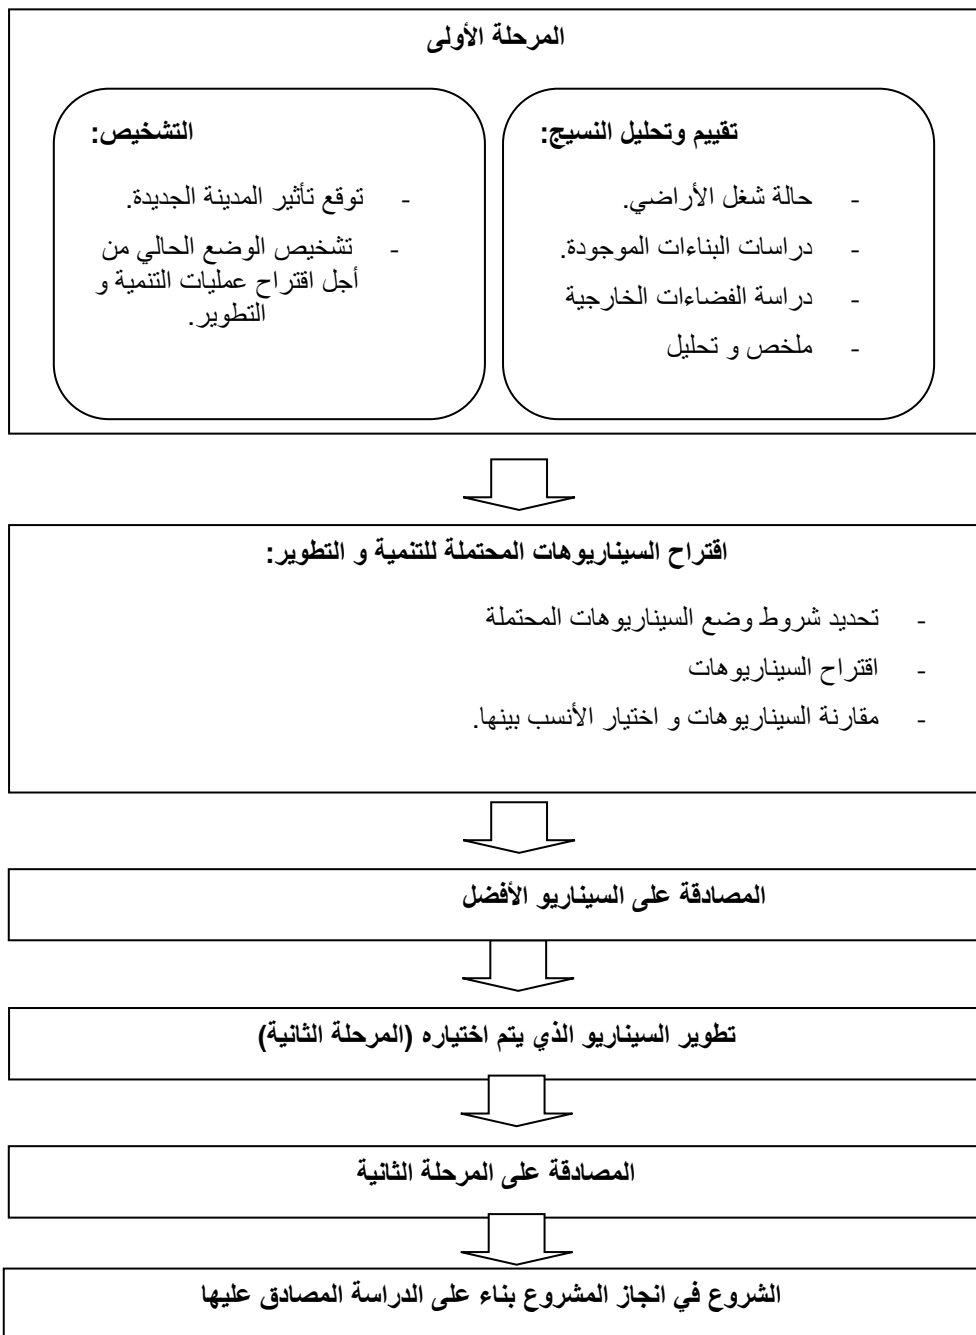 المرحلة الأولى
تقييم وتحليل النسيج:
- حالة شغل الأراضي.
- دراسات البناءات الموجودة.
- دراسة الفضاءات الخارجية
- ملخص و تحليل
التشخيص:
- توقع تأثير المدينة الجديدة.
- تشخيص الوضع الحالي من
أجل اقتراح عمليات التنمية و
التطوير.
اقتراح السيناريوهات المحتملة للتنمية و التطوير:
- تحديد شروط وضع السيناريوهات المحتملة
- اقتراح السيناريوهات
- مقارنة السيناريوهات و اختيار الأنسب بينها.
المصادقة على السيناريو الأفضل
تطوير السيناريو الذي يتم اختياره (المرحلة الثانية)
المصادقة على المرحلة الثانية
الشروع في انجاز المشروع بناء على الدراسة المصادق عليها